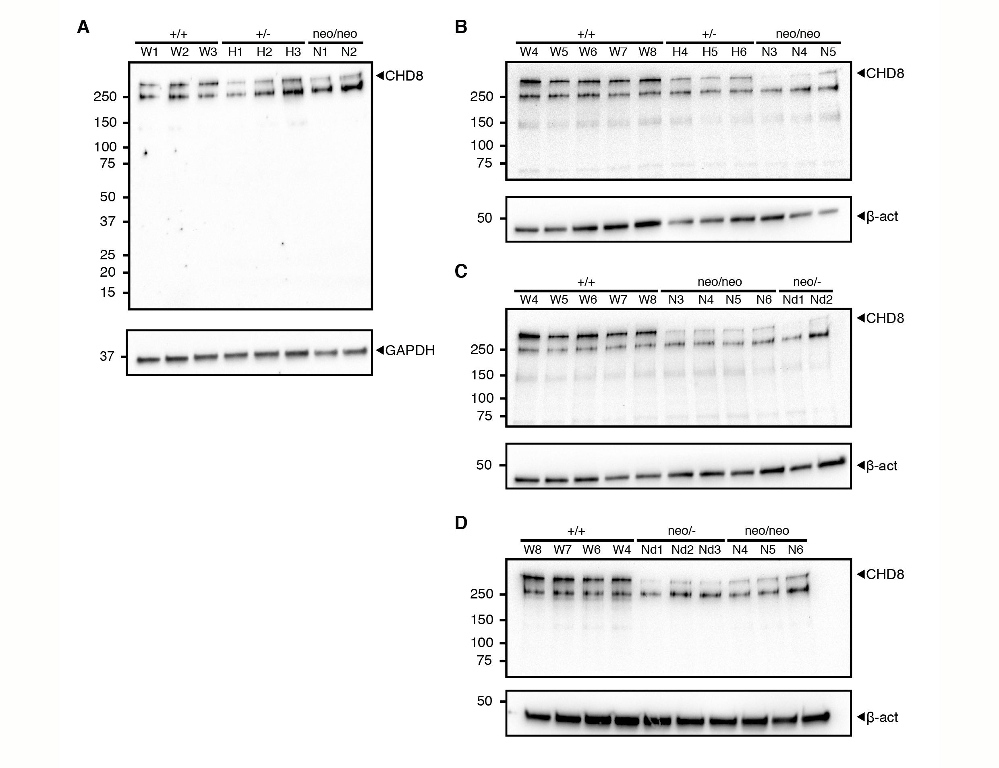 A
+/+ +/- neo/neo
W1 W2 W3 H1 H2 H3 N1 N2
◄CHD8
250
150
100
75
50
37
25
20
15
37
◄GAPDH
B
+/+ +/- neo/neo
W4 W5 W6 W7 W8 H4 H5 H6 N3 N4 N5
◄CHD8
250
150
100
75
50
◄β-act
C
+/+ neo/neo neo/-
W4 W5 W6 W7 W8 N3 N4 N5 N6 Nd1 Nd2
◄CHD8
250
150
100
75
50
◄β-act
D
+/+ neo/- neo/neo
W8 W7 W6 W4 Nd1 Nd2 Nd3 N4 N5 N6
◄CHD8
250
150
100
75
50
◄β-act